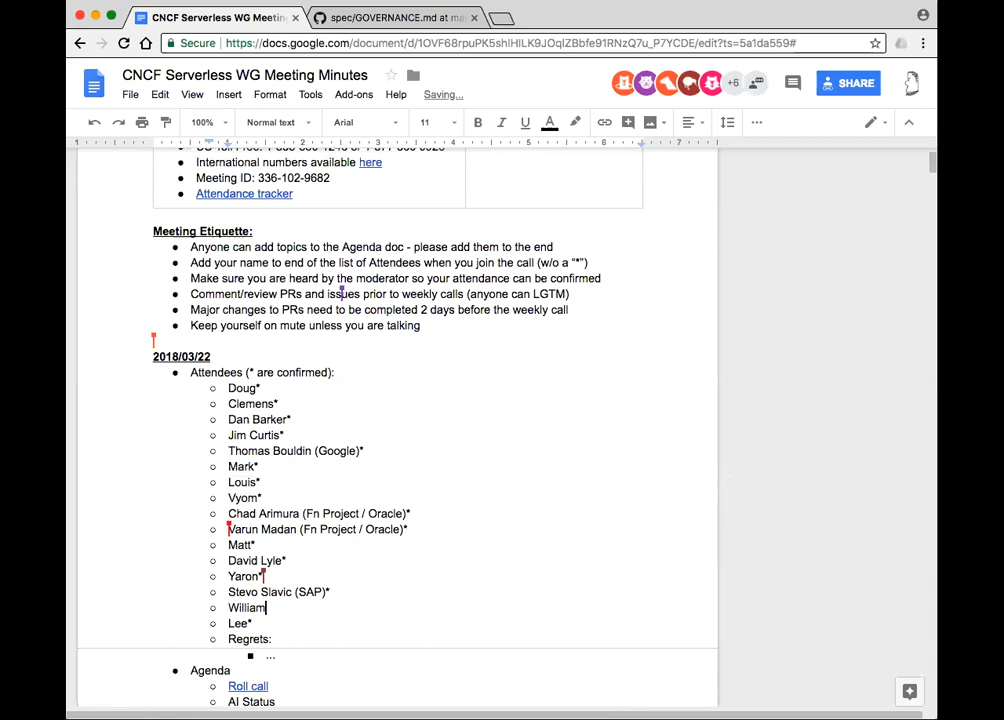 CNCF Serverless WG Meetin
spec/GOVERNANCE.md at ma
Secure
https://docs.google.com/document/d/1OVF68rpuPK5shIHlLK9JOqlZBbfe91RNzQ7u_P7YCDE/edit?ts=5a1da559#
CNCF Serverless WG Meeting Minutes
File Edit View Insert Format Tools Add-ons Help Saving...
+6
SHARE
100% Normal text Arial 11 B I U A
1 1 2 3 4 5 6 7
International numbers available here
Meeting ID: 336-102-9682
Attendance tracker
Meeting Etiquette:
Anyone can add topics to the Agenda doc - please add them to the end
Add your name to end of the list of Attendees when you join the call (w/o a "*")
Make sure you are heard by the moderator so your attendance can be confirmed
Comment/review PRs and issues prior to weekly calls (anyone can LGTM)
Major changes to PRs need to be completed 2 days before the weekly call
Keep yourself on mute unless you are talking
2018/03/22
Attendees (* are confirmed):
Doug*
Clemens*
Dan Barker*
Jim Curtis*
Thomas Bouldin (Google)*
Mark*
Louis*
Vyom*
Chad Arimura (Fn Project / Oracle)*
Varun Madan (Fn Project / Oracle)*
Matt*
David Lyle*
Yaron*
Stevo Slavic (SAP)*
William
Lee*
Regrets:
...
Agenda
Roll call
AI Status